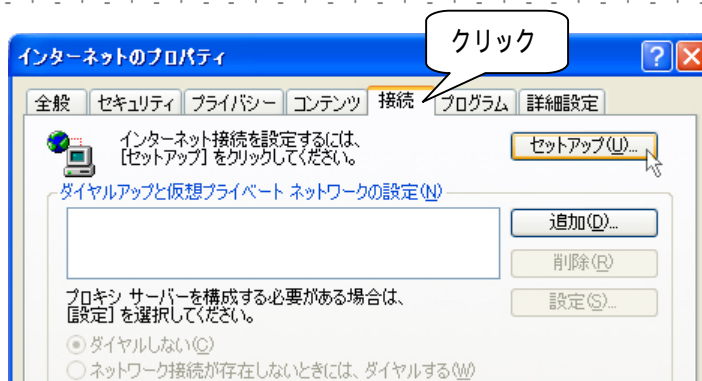 クリック
インターネットのプロパティ
全般 セキュリティ プライバシー コンテンツ 接続 プログラム 詳細設定
インターネット接続を設定するには、
[セットアップ] をクリックしてください。
セットアップ(U)...
ダイヤルアップと仮想プライベート ネットワークの設定(N)
追加(D)...
削除(R)
プロキシ サーバーを構成する必要がある場合は、
[設定] を選択してください。
設定(S)...
ダイヤルしない(C)
ネットワーク接続が存在しないときには、ダイヤルする(W)